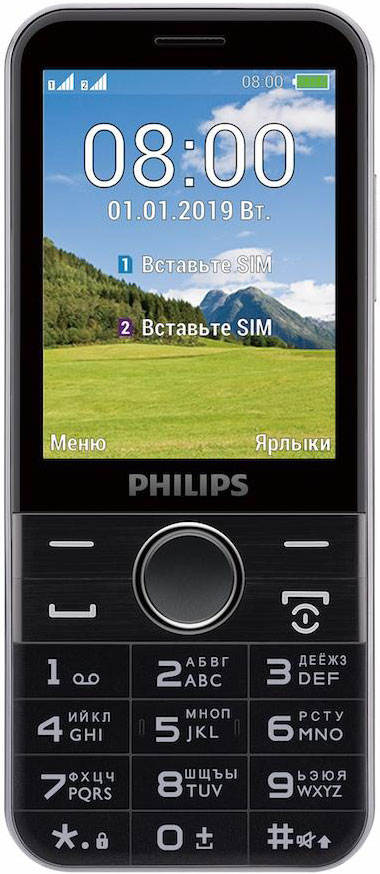 1 2 08:00
08:00
01.01.2019 Вт.
1 Вставьте SIM
2 Вставьте SIM
Меню Ярлыки
PHILIPS
1 2 АБВГ ABC 3 ДЕЁЖЗ DEF
4 ИЙКЛ GHI 5 МНОП JKL 6 РСТУ MNO
7 ФХЦЧ PQRS 8 ШЩЪЫ TUV 9 ЬЭЮЯ WXYZ
*. 0 ± #